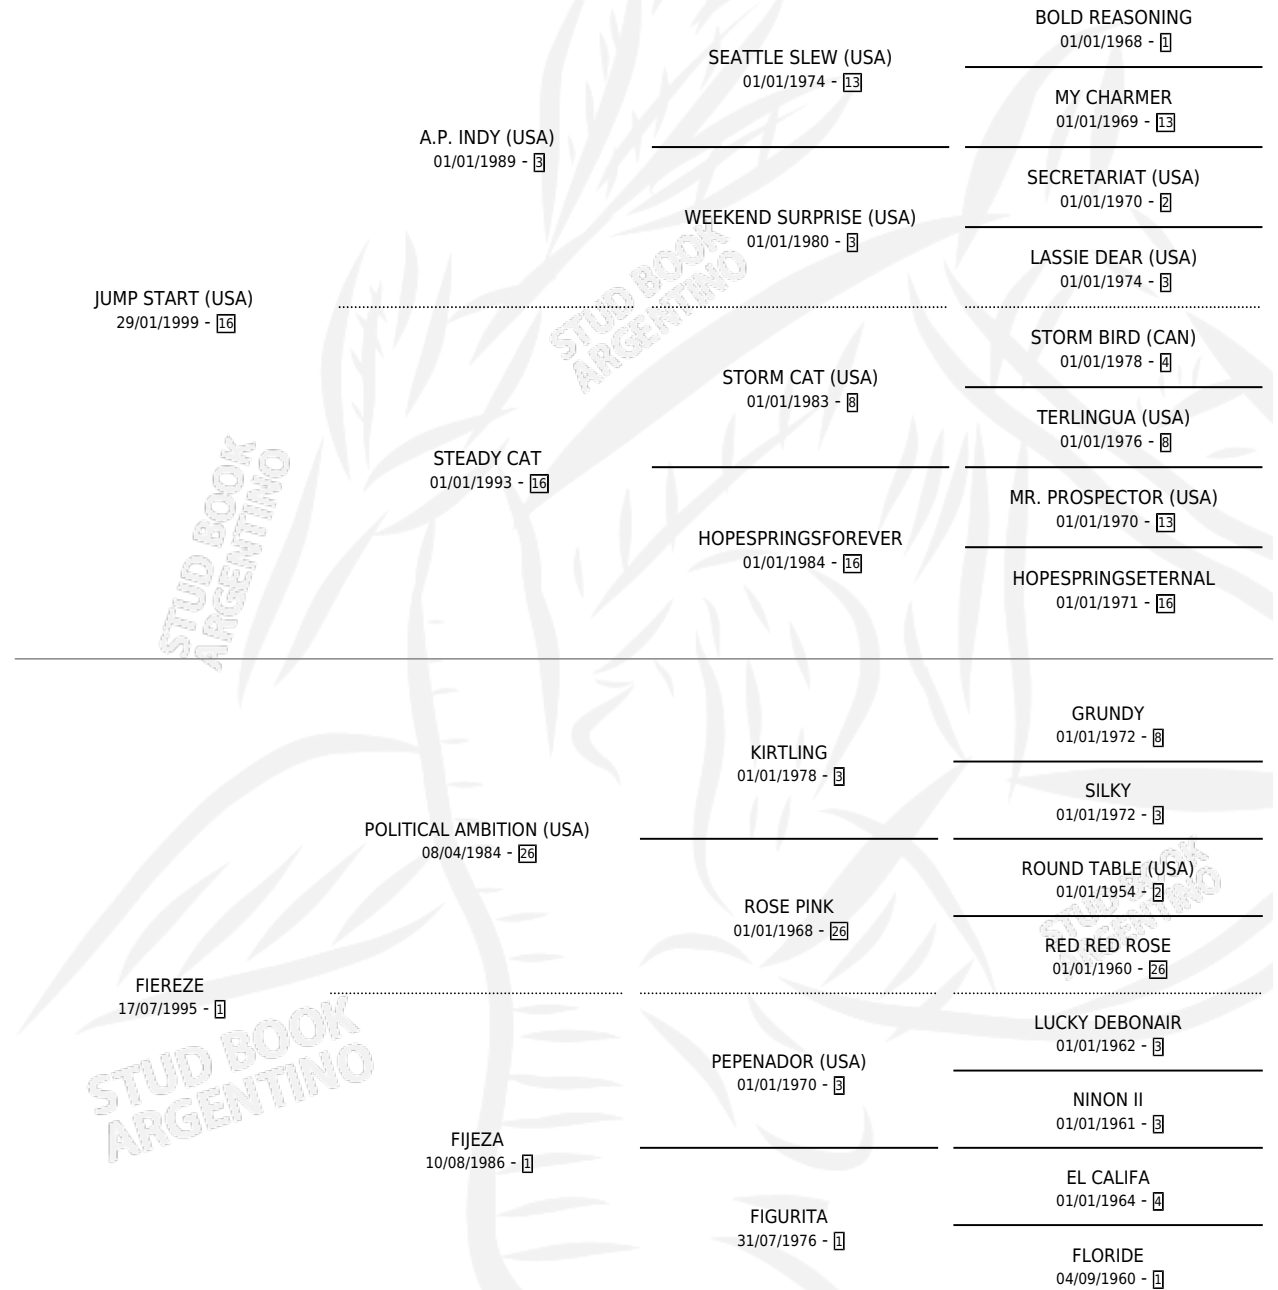 BOLD REASONING
01/01/1968 - 1
SEATTLE SLEW (USA)
01/01/1974 - 13
MY CHARMER
01/01/1969 - 13
A.P. INDY (USA)
01/01/1989 - 3
SECRETARIAT (USA)
01/01/1970 - 2
WEEKEND SURPRISE (USA)
01/01/1980 - 3
LASSIE DEAR (USA)
01/01/1974 - 3
JUMP START (USA)
29/01/1999 - 16
STORM BIRD (CAN)
01/01/1978 - 4
STORM CAT (USA)
01/01/1983 - 8
TERLINGUA (USA)
01/01/1976 - 8
STEADY CAT
01/01/1993 - 16
MR. PROSPECTOR (USA)
01/01/1970 - 13
HOPESPRINGSFOREVER
01/01/1984 - 16
HOPESPRINGSETERNAL
01/01/1971 - 16
STUD BOOK
ARGENTINO
STUD BOOK
ARGENTINO
GRUNDY
01/01/1972 - 8
KIRTLING
01/01/1978 - 3
SILKY
01/01/1972 - 3
POLITICAL AMBITION (USA)
08/04/1984 - 26
ROUND TABLE (USA)
01/01/1954 - 2
ROSE PINK
01/01/1968 - 26
RED RED ROSE
01/01/1960 - 26
FIEREZE
17/07/1995 - 1
LUCKY DEBONAIR
01/01/1962 - 3
PEPENADOR (USA)
01/01/1970 - 3
NINON II
01/01/1961 - 3
FIJEZA
10/08/1986 - 1
EL CALIFA
01/01/1964 - 4
FIGURITA
31/07/1976 - 1
FLORIDE
04/09/1960 - 1
STUD BOOK
ARGENTINO
STUD BOOK
ARGENTINO